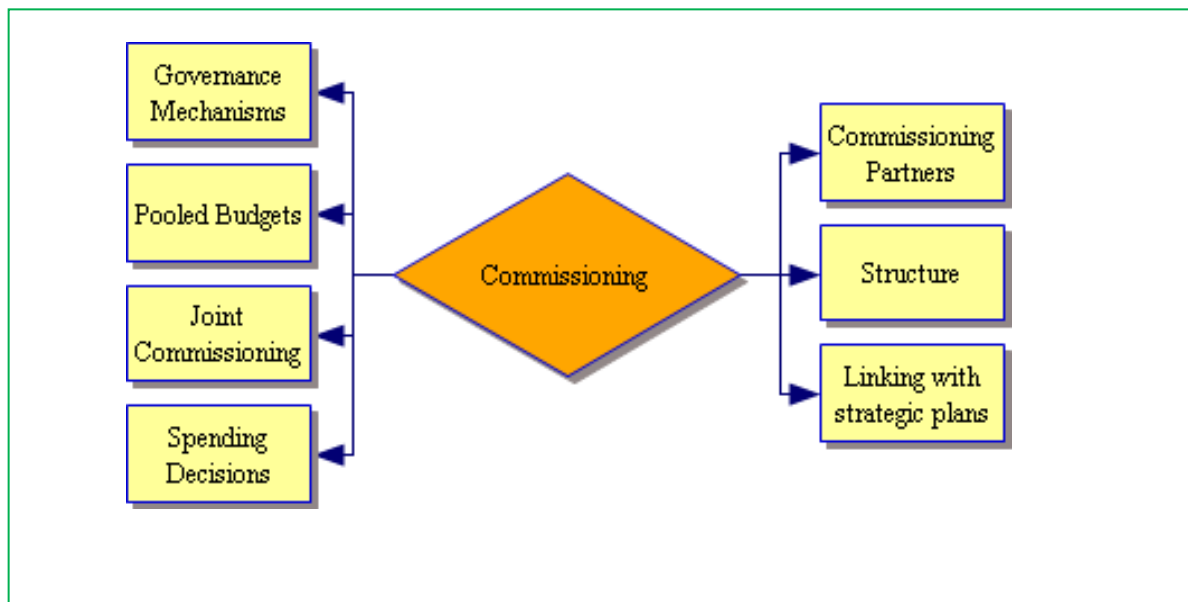 Governance
Mechanisms
Pooled Budgets
Joint
Commissioning
Spending
Decisions
Commissioning
Commissioning
Partners
Structure
Linking with
strategic plans